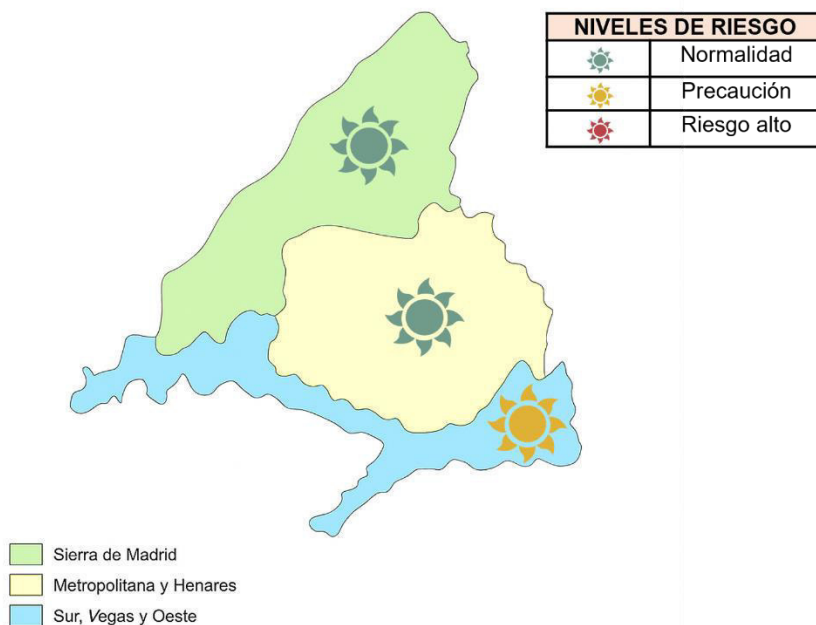 NIVELES DE RIESGO
Normalidad
Precaución
Riesgo alto
Sierra de Madrid
Metropolitana y Henares
Sur, Vegas y Oeste